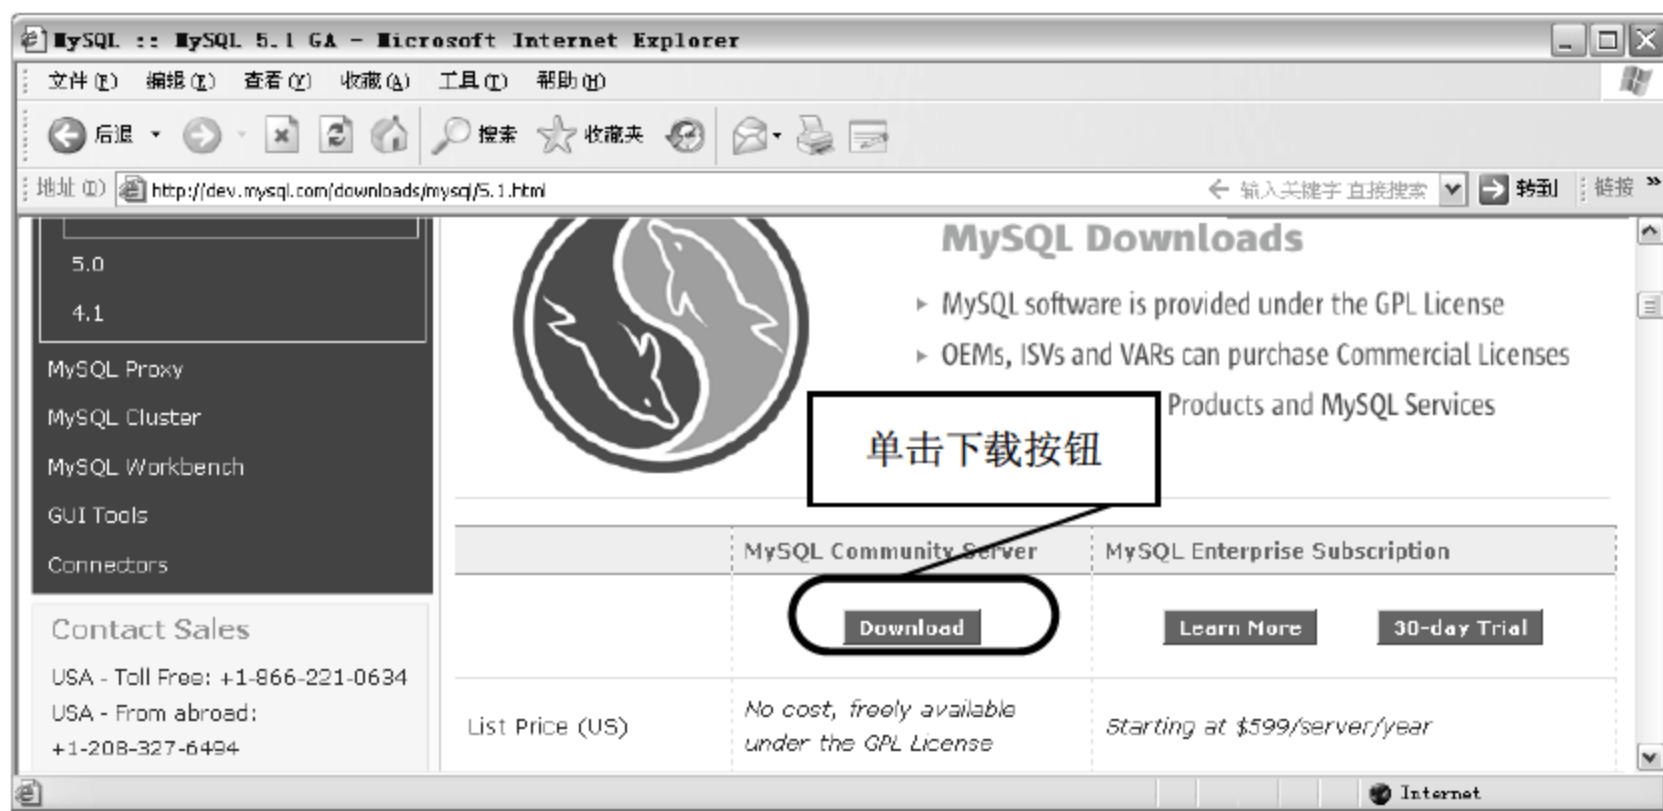 MySQL :: MySQL 5.1 GA - Microsoft Internet Explorer
文件(F) 编辑(E) 查看(V) 收藏(A) 工具(T) 帮助(H)
后退 搜索 收藏夹
地址(D) http://dev.mysql.com/downloads/mysql/5.1.html 输入关键字 直接搜索 转到 链接 »
5.0
4.1
MySQL Proxy
MySQL Cluster
MySQL Workbench
GUI Tools
Connectors
Contact Sales
USA - Toll Free: +1-866-221-0634
USA - From abroad:
+1-208-327-6494
MySQL Downloads
MySQL software is provided under the GPL License
OEMs, ISVs and VARs can purchase Commercial Licenses
Products and MySQL Services
单击下载按钮
MySQL Community Server MySQL Enterprise Subscription
Download Learn More 30-day Trial
List Price (US) No cost, freely available under the GPL License Starting at $599/server/year
Internet